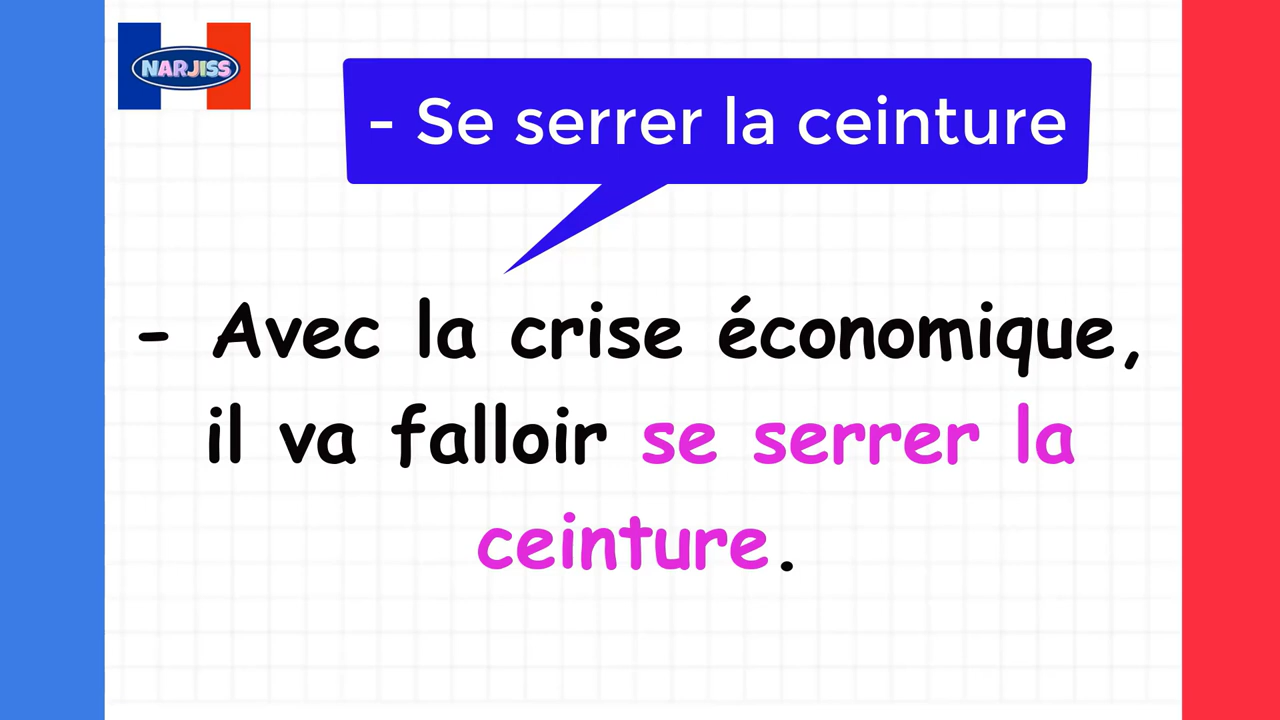 NARJISS
- Se serrer la ceinture
- Avec la crise économique,
il va falloir se serrer la
ceinture.